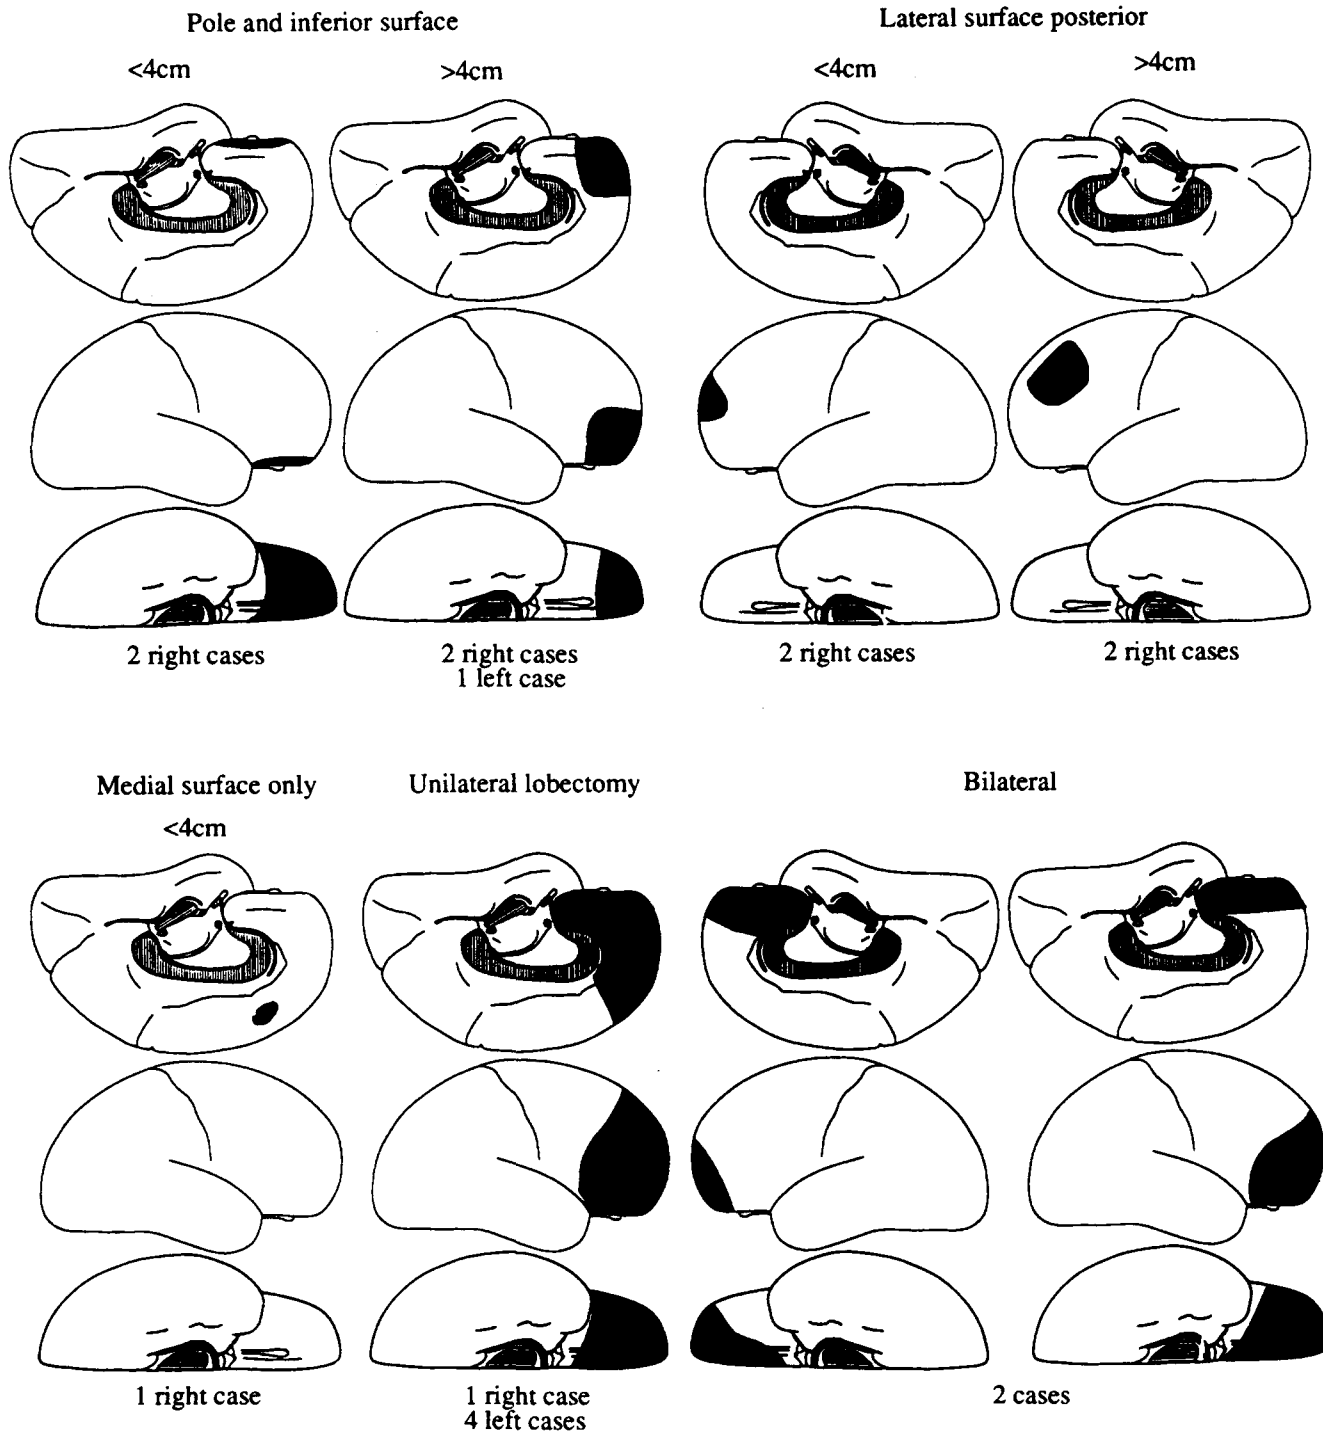 Pole and inferior surface
Lateral surface posterior
<4cm
>4cm
<4cm
>4cm
2 right cases
2 right cases
1 left case
2 right cases
2 right cases
Medial surface only
Unilateral lobectomy
Bilateral
<4cm
1 right case
1 right case
4 left cases
2 cases